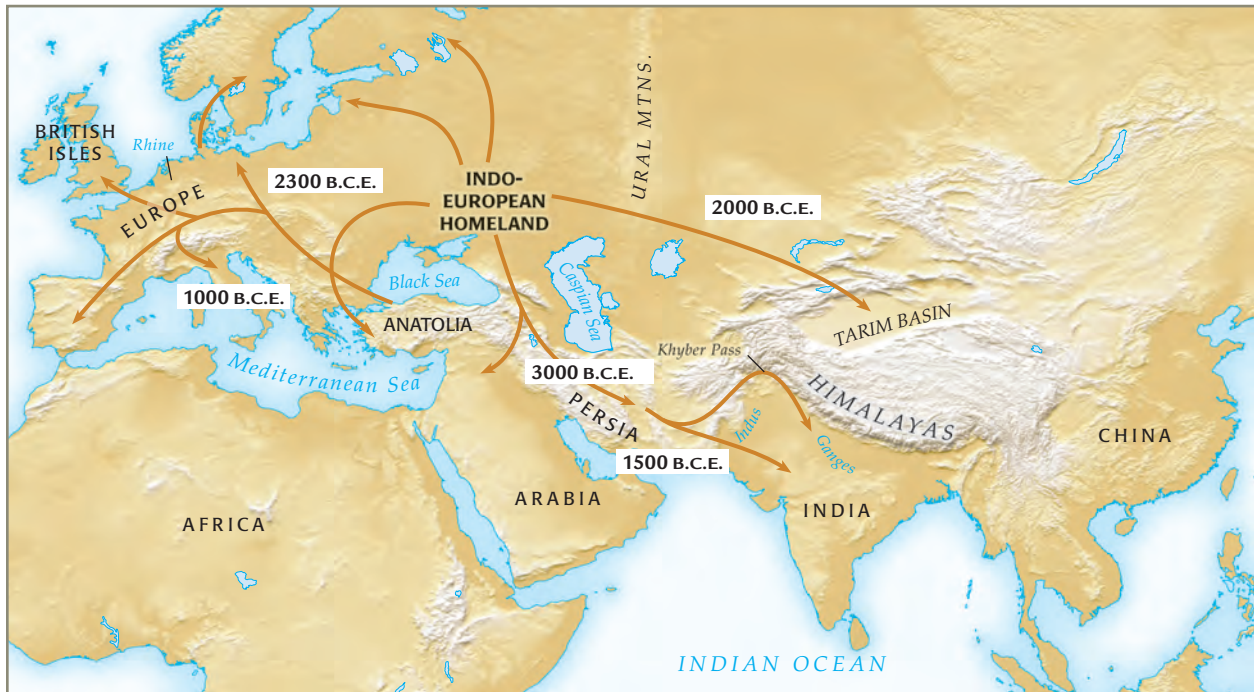 URAL MTNS.
BRITISH
ISLES
Rhine
EUROPE
2300 B.C.E.
INDO-
EUROPEAN
HOMELAND
2000 B.C.E.
Black Sea
Caspian Sea
1000 B.C.E.
ANATOLIA
TARIM BASIN
Khyber Pass
Mediterranean Sea
3000 B.C.E.
HIMALAYAS
PERSIA
Indus
Ganges
CHINA
1500 B.C.E.
ARABIA
INDIA
AFRICA
INDIAN OCEAN